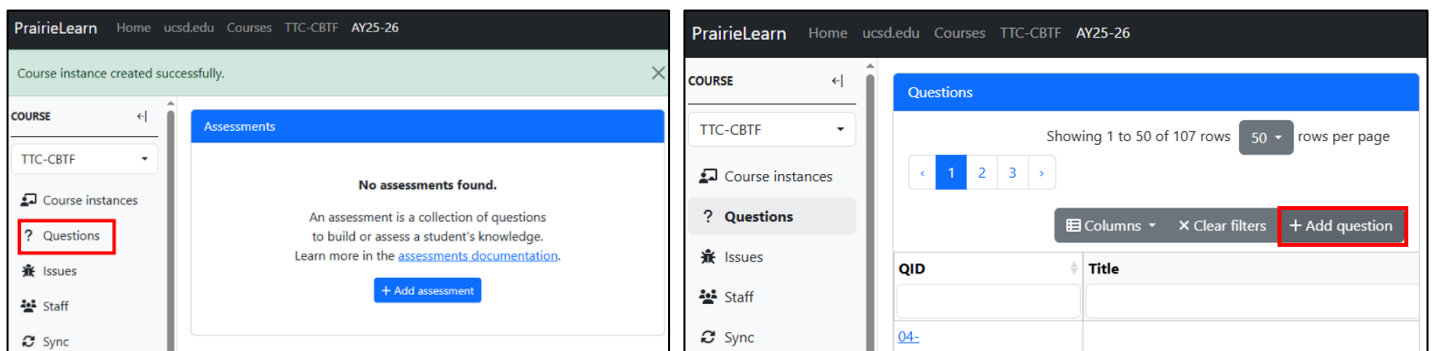 PrairieLearn Home ucsd.edu Courses TTC-CBTF AY25-26
Course instance created successfully.
COURSE
TTC-CBTF
Course instances
? Questions
Issues
Staff
Sync
Assessments
No assessments found.
An assessment is a collection of questions
to build or assess a student's knowledge.
Learn more in the assessments documentation.
+ Add assessment
PrairieLearn Home ucsd.edu Courses TTC-CBTF AY25-26
COURSE
TTC-CBTF
Course instances
? Questions
Issues
Staff
Sync
Questions
Showing 1 to 50 of 107 rows 50 rows per page
‹ 1 2 3 ›
Columns × Clear filters + Add question
QID Title
04-